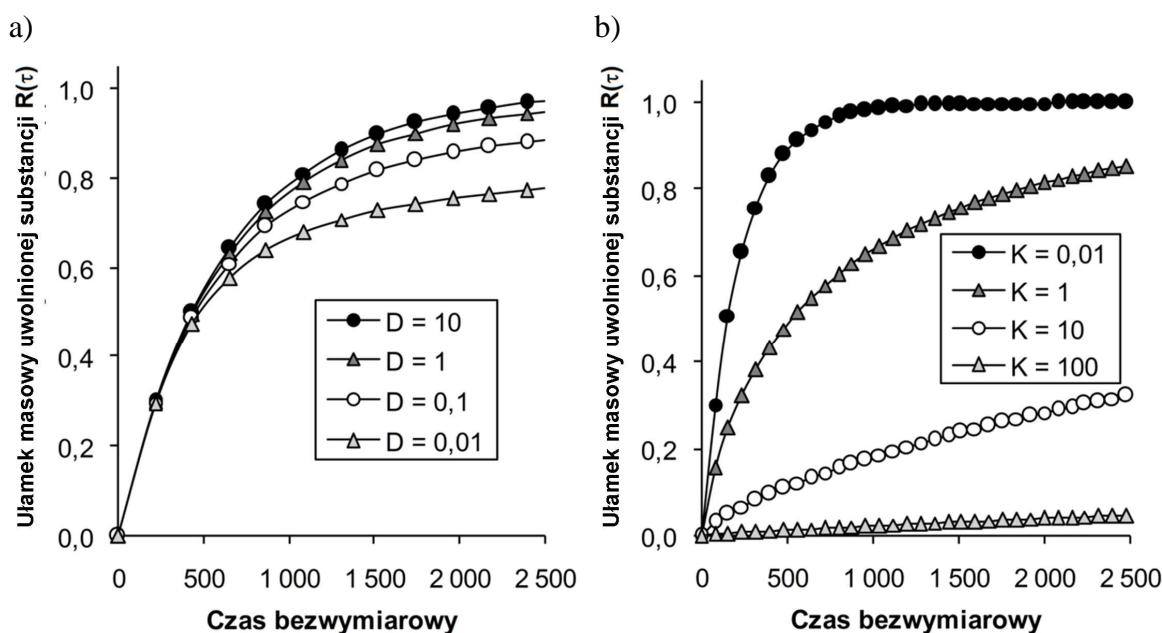 a)
Ułamek masowy uwolnionej substancji R(τ)
1,0
0,8
0,6
0,4
0,2
0,0
0 500 1 000 1 500 2 000 2 500
Czas bezwymiarowy
D = 10
D = 1
D = 0,1
D = 0,01
b)
Ułamek masowy uwolnionej substancji R(τ)
1,0
0,8
0,6
0,4
0,2
0,0
0 500 1 000 1 500 2 000 2 500
Czas bezwymiarowy
K = 0,01
K = 1
K = 10
K = 100